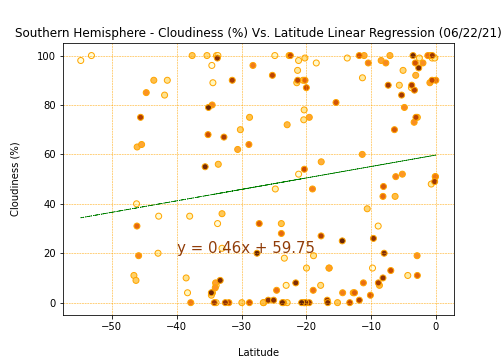 Southern Hemisphere - Cloudiness (%) Vs. Latitude Linear Regression (06/22/21)
100
80
60
40
20
0
Cloudiness (%)
y = 0.46x + 59.75
−50 −40 −30 −20 −10 0
Latitude